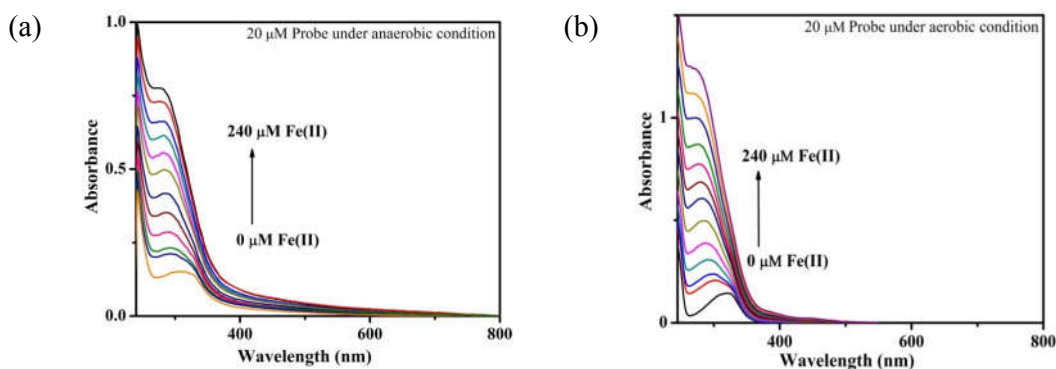 (a)
20 μM Probe under anaerobic condition
1.0
0.5
0.0
Absorbance
240 μM Fe(II)
0 μM Fe(II)
400
600
800
Wavelength (nm)
(b)
20 μM Probe under aerobic condition
1
0
Absorbance
240 μM Fe(II)
0 μM Fe(II)
400
600
800
Wavelength (nm)